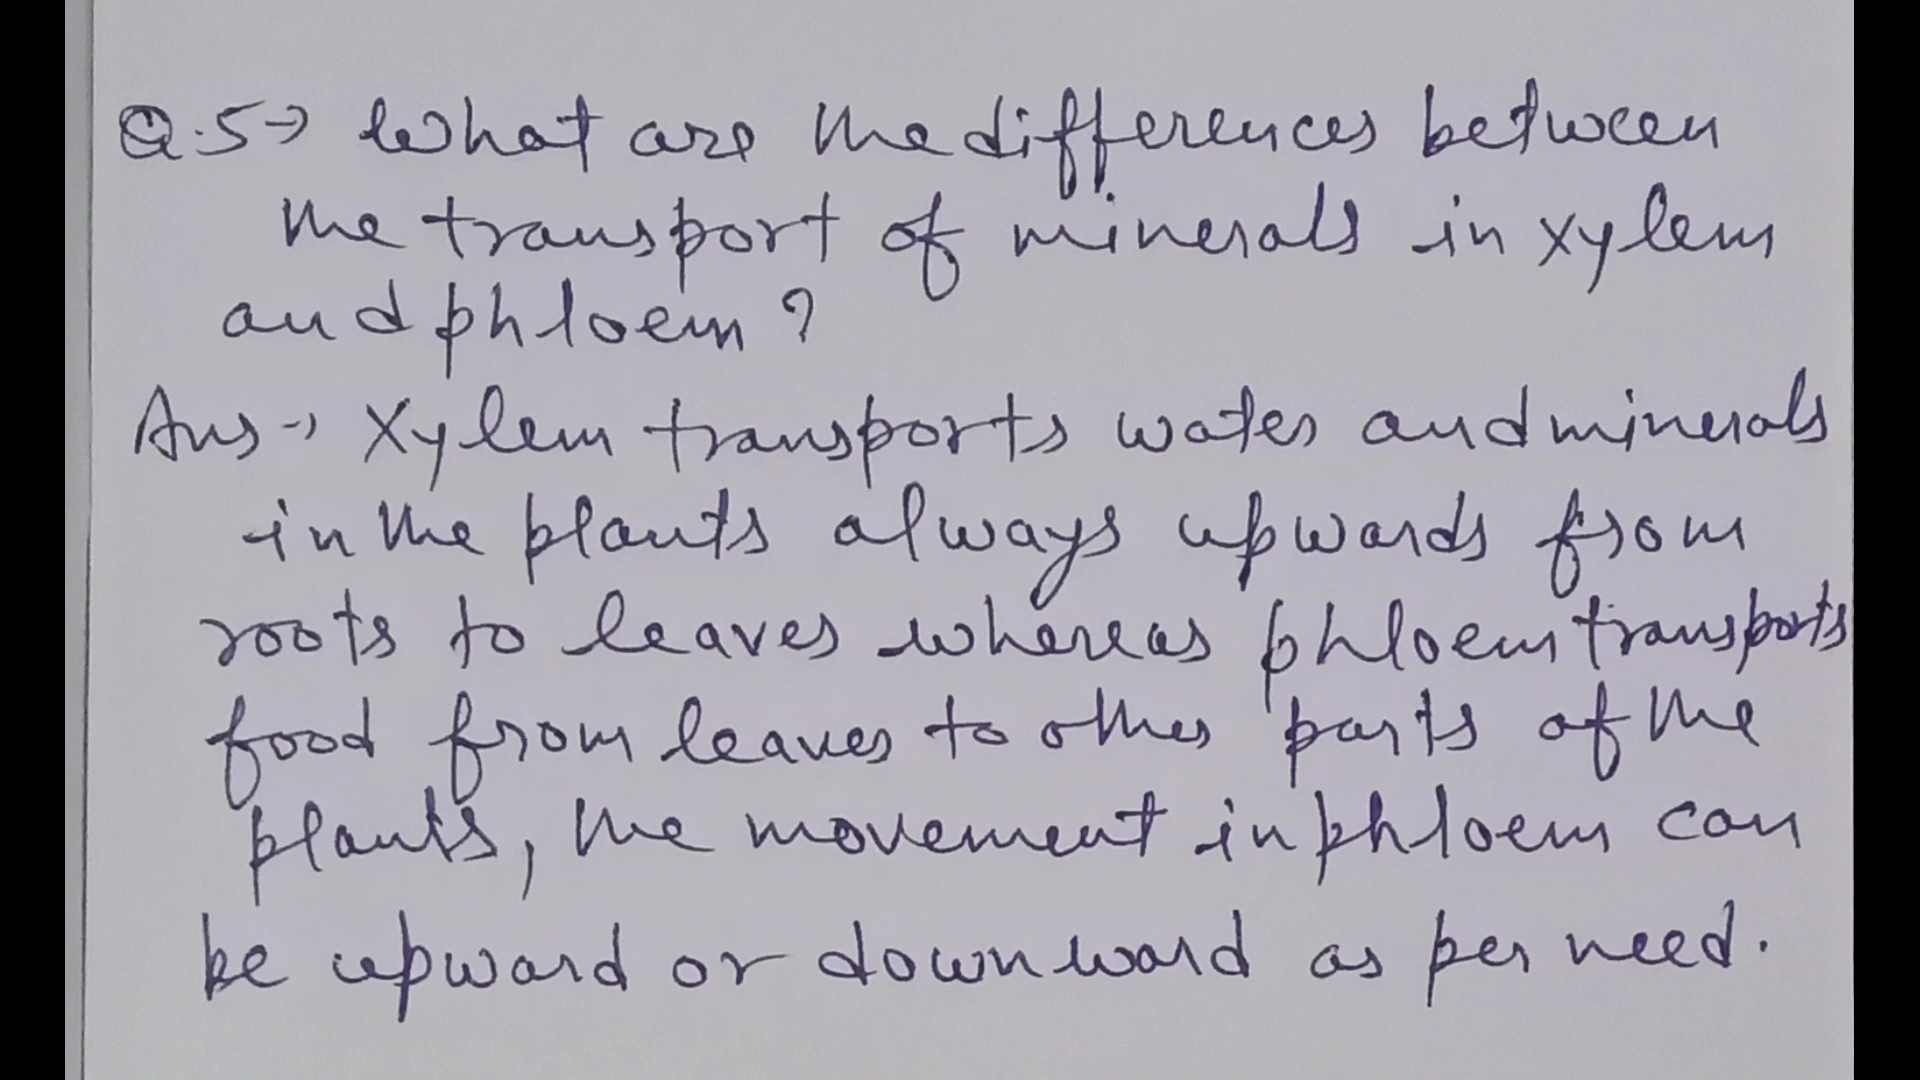 Q.5→ What are the differences between
the transport of minerals in xylem
and phloem?
Ans→ Xylem transports water and minerals
in the plants always upwards from
roots to leaves whereas phloem transports
food from leaves to other parts of the
plants, the movement in phloem can
be upward or downward as per need.